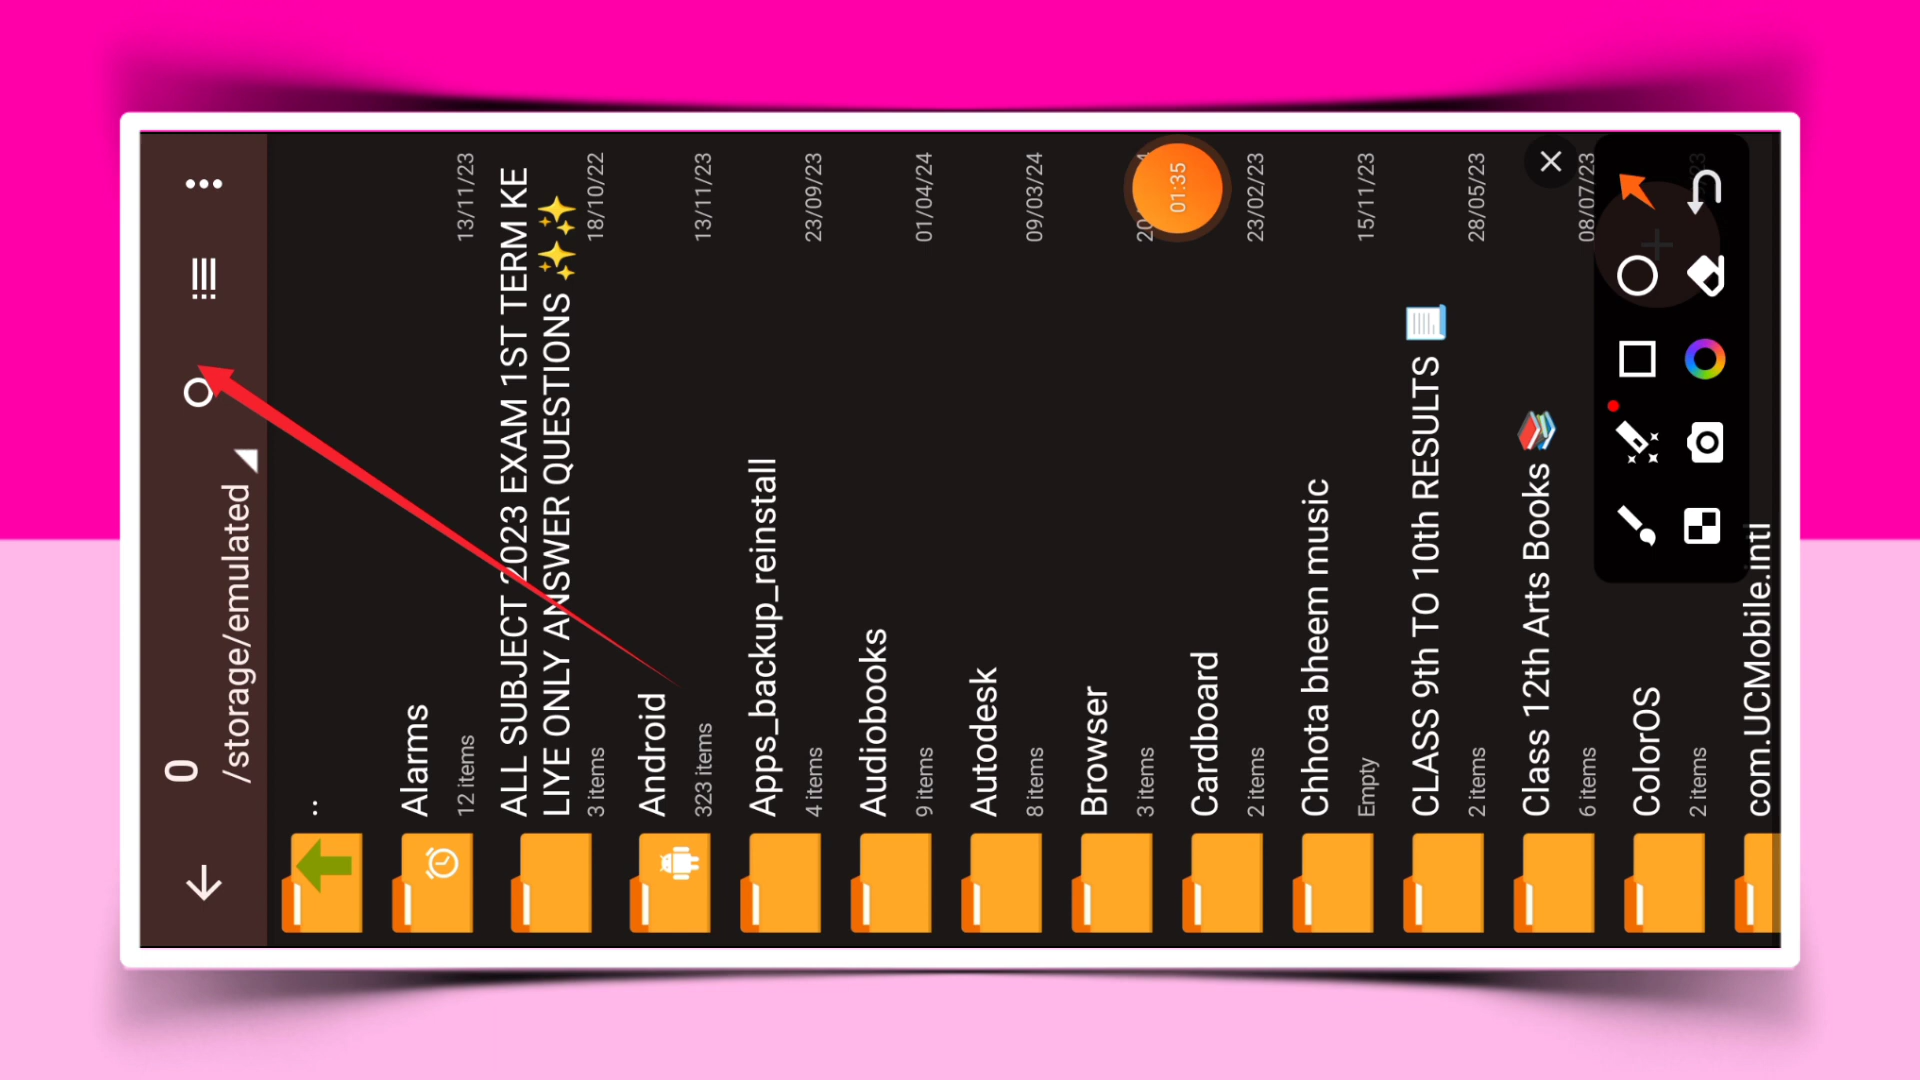 0
/storage/emulated
..
Alarms
12 items
13/11/23
ALL SUBJECT 2023 EXAM 1ST TERM KE
LIYE ONLY ANSWER QUESTIONS ✨✨
3 items
18/10/22
Android
323 items
13/11/23
Apps_backup_reinstall
4 items
23/09/23
Audiobooks
9 items
01/04/24
Autodesk
8 items
09/03/24
Browser
3 items
01:35
Cardboard
2 items
23/02/23
Chhota bheem music
Empty
15/11/23
CLASS 9th TO 10th RESULTS 📃
2 items
28/05/23
Class 12th Arts Books 📚
6 items
08/07/23
ColorOS
2 items
com.UCMobile.intl